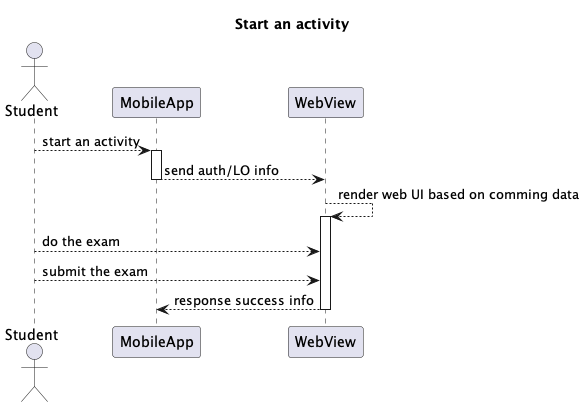 Start an activity
Student
MobileApp
WebView
start an activity
send auth/LO info
render web UI based on comming data
do the exam
submit the exam
response success info
Student
MobileApp
WebView